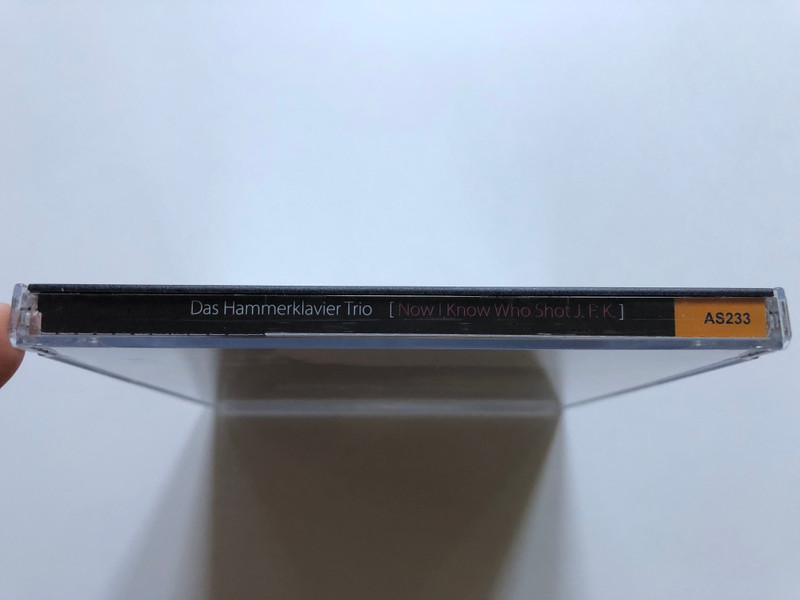 Das Hammerklavier Trio [ Now I Know Who Shot J. F. K. ] AS233